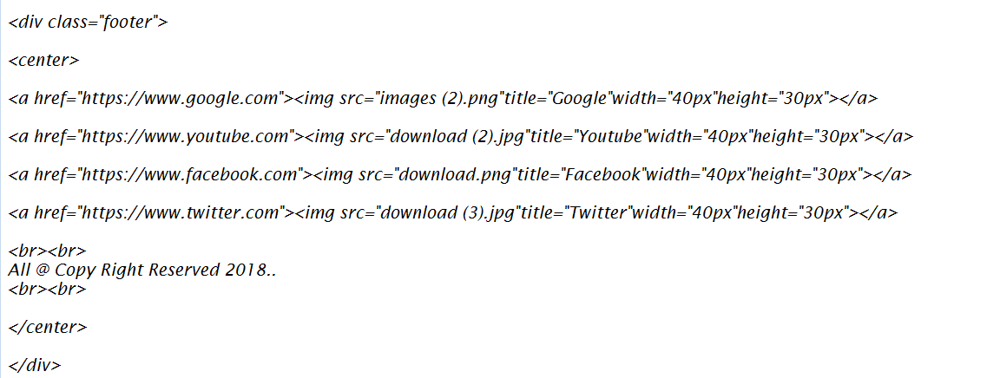 <div class="footer">
<center>
<a href="https://www.google.com"><img src="images (2).png"title="Google"width="40px"height="30px"></a>
<a href="https://www.youtube.com"><img src="download (2).jpg"title="Youtube"width="40px"height="30px"></a>
<a href="https://www.facebook.com"><img src="download.png"title="Facebook"width="40px"height="30px"></a>
<a href="https://www.twitter.com"><img src="download (3).jpg"title="Twitter"width="40px"height="30px"></a>
<br><br>
All @ Copy Right Reserved 2018..
<br><br>
</center>
</div>